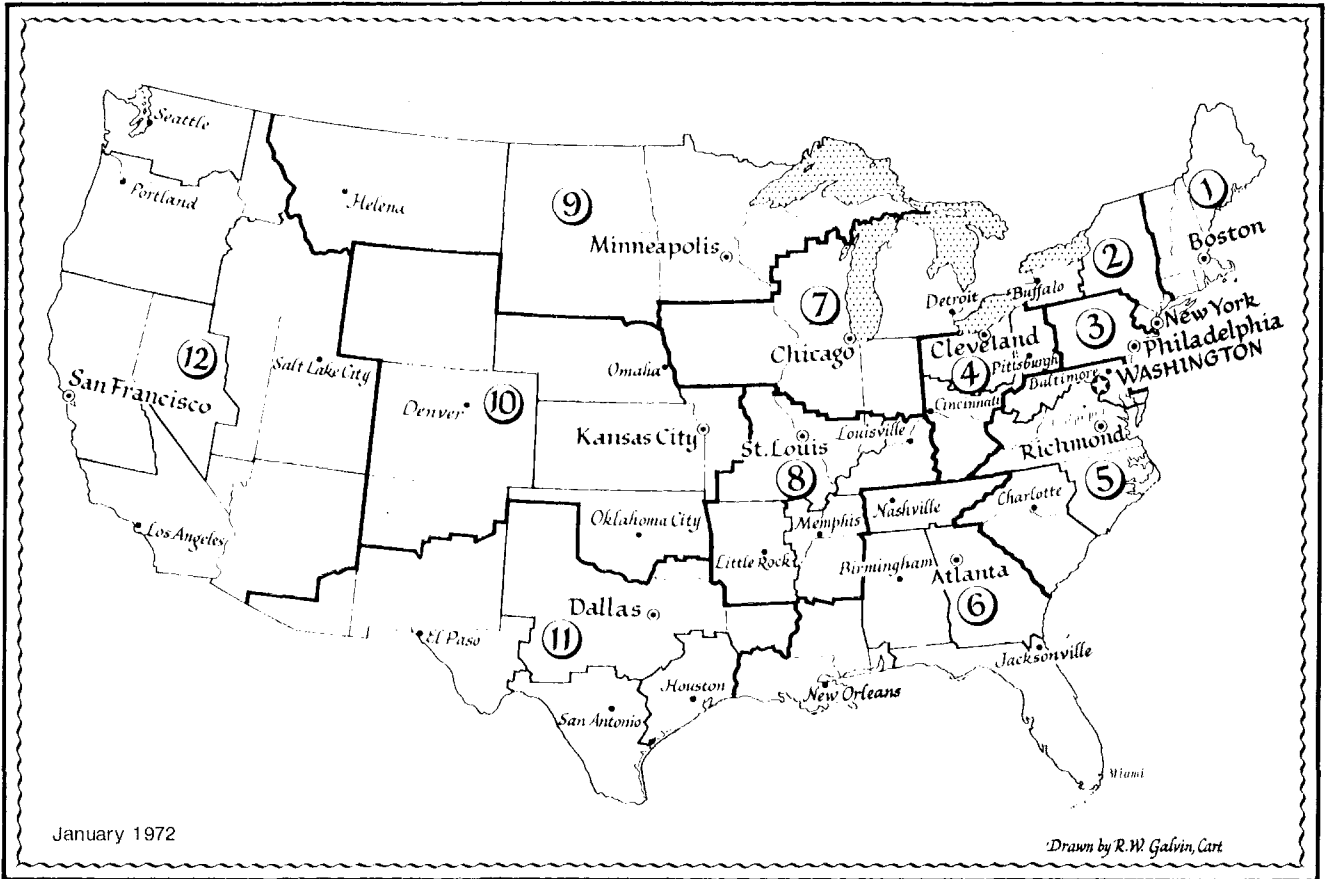 Seattle
Portland
Helena
9
Minneapolis
1
Boston
2
Detroit
Buffalo
7
3
New York
Philadelphia
Chicago
Cleveland
Pittsburgh
WASHINGTON
4
Baltimore
Cincinnati
12
San Francisco
Salt Lake City
Omaha
Denver
10
Kansas City
St. Louis
Louisville
Richmond
8
5
Los Angeles
Oklahoma City
Memphis
Nashville
Charlotte
Little Rock
Birmingham
Atlanta
6
Dallas
11
El Paso
Houston
San Antonio
New Orleans
Jacksonville
Miami
January 1972
Drawn by R.W. Galvin, Cart